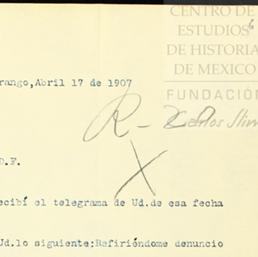 CENTRO DE
ESTUDIOS
DE HISTORIA
DE MEXICO
FUNDACIÓN
rango,Abril 17 de 1907
R-
D.F.
X
ecibí el telegrama de Ud.de esa fecha
Ud.lo siguiente:Refiriéndome denuncio